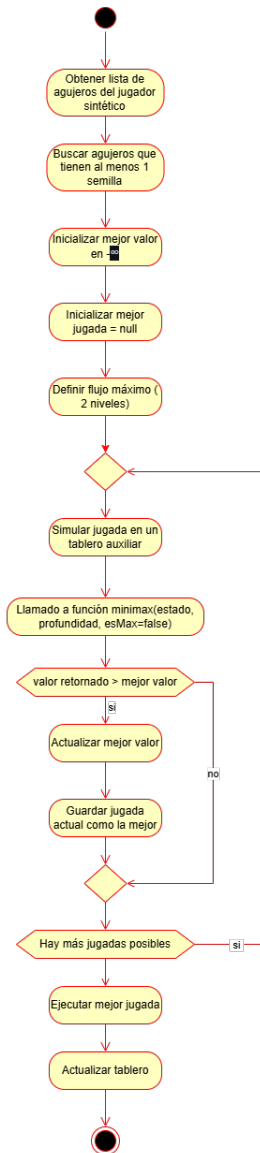 Obtener lista de
agujeros del jugador
sintético
Buscar agujeros que
tienen al menos 1
semilla
Inicializar mejor valor
en -∞
Inicializar mejor
jugada = null
Definir flujo máximo (
2 niveles)
Simular jugada en un
tablero auxiliar
Llamado a función minimax(estado,
profundidad, esMax=false)
valor retornado > mejor valor
si
Actualizar mejor valor
no
Guardar jugada
actual como la mejor
Hay más jugadas posibles
si
Ejecutar mejor jugada
Actualizar tablero